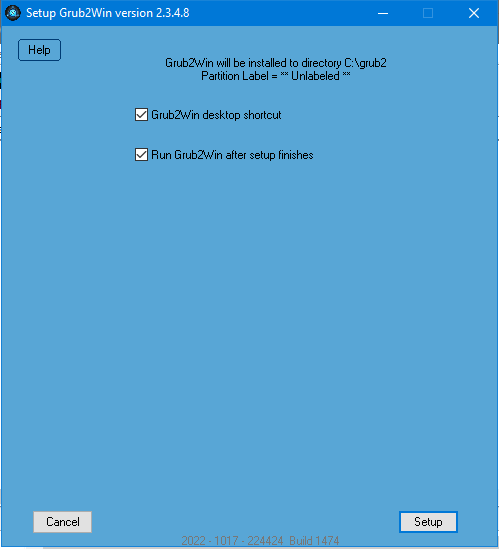 Setup Grub2Win version 2.3.4.8
Help
Grub2Win will be installed to directory C:\grub2
Partition Label = ** Unlabeled **
Grub2Win desktop shortcut
Run Grub2Win after setup finishes
Cancel
Setup
2022 - 1017 - 224424 Build 1474